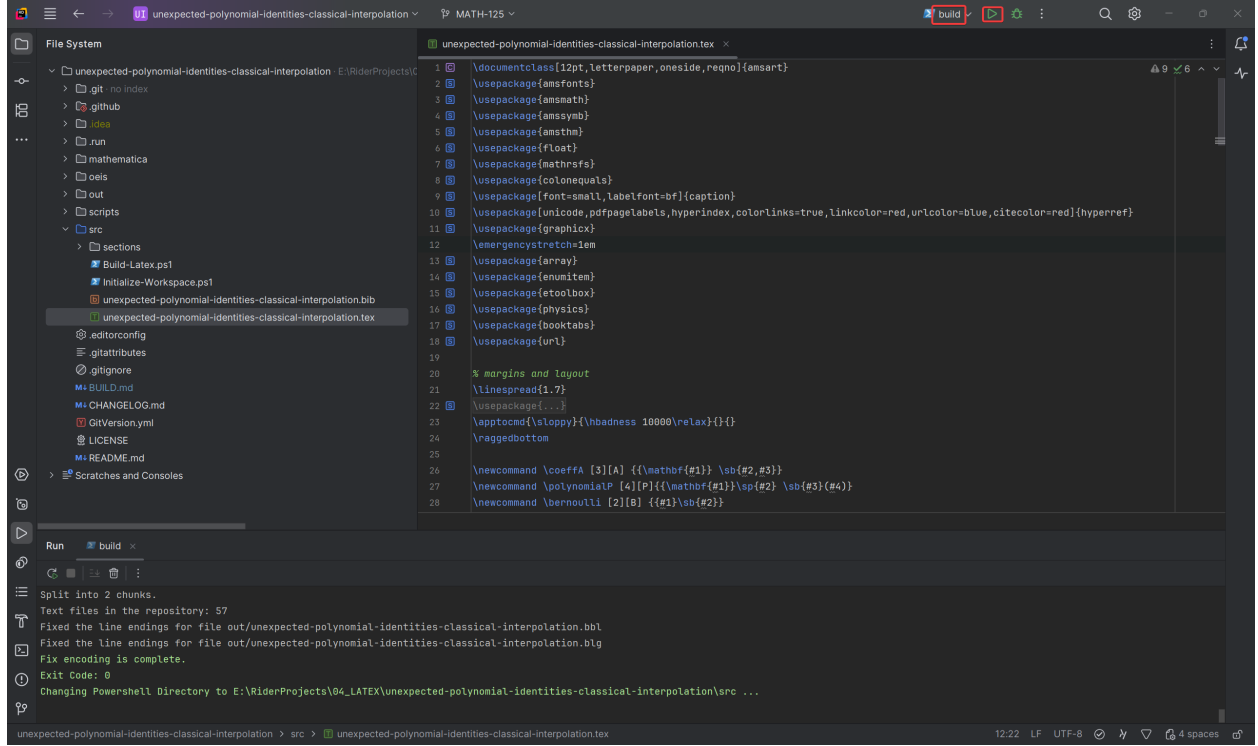 UI unexpected-polynomial-identities-classical-interpolation MATH-125 build
File System
unexpected-polynomial-identities-classical-interpolation.tex
unexpected-polynomial-identities-classical-interpolation E:\RiderProjects\0
.git no index
.github
.idea
.run
mathematica
oeis
out
scripts
src
sections
Build-Latex.ps1
Initialize-Workspace.ps1
unexpected-polynomial-identities-classical-interpolation.bib
unexpected-polynomial-identities-classical-interpolation.tex
.editorconfig
.gitattributes
.gitignore
M↓ BUILD.md
M↓ CHANGELOG.md
GitVersion.yml
LICENSE
M↓ README.md
Scratches and Consoles
1 \documentclass[12pt,letterpaper,oneside,reqno]{amsart} 9 6
2 \usepackage{amsfonts}
3 \usepackage{amsmath}
4 \usepackage{amssymb}
5 \usepackage{amsthm}
6 \usepackage{float}
7 \usepackage{mathrsfs}
8 \usepackage{colonequals}
9 \usepackage[font=small,labelfont=bf]{caption}
10 \usepackage[unicode,pdfpagelabels,hyperindex,colorlinks=true,linkcolor=red,urlcolor=blue,citecolor=red]{hyperref}
11 \usepackage{graphicx}
12 \emergencystretch=1em
13 \usepackage{array}
14 \usepackage{enumitem}
15 \usepackage{etoolbox}
16 \usepackage{physics}
17 \usepackage{booktabs}
18 \usepackage{url}
19
20 % margins and layout
21 \linespread{1.7}
22 \usepackage{...}
23 \apptocmd{\sloppy}{\hbadness 10000\relax}{}{}
24 \raggedbottom
25
26 \newcommand \coeffA [3][A] {{\mathbf{#1}} \sb{#2,#3}}
27 \newcommand \polynomialP [4][P]{{\mathbf{#1}}\sp{#2} \sb{#3}(#4)}
28 \newcommand \bernoulli [2][B] {{#1}\sb{#2}}
Run build
Split into 2 chunks.
Text files in the repository: 57
Fixed the line endings for file out/unexpected-polynomial-identities-classical-interpolation.bbl
Fixed the line endings for file out/unexpected-polynomial-identities-classical-interpolation.blg
Fix encoding is complete.
Exit Code: 0
Changing Powershell Directory to E:\RiderProjects\04_LATEX\unexpected-polynomial-identities-classical-interpolation\src ...
unexpected-polynomial-identities-classical-interpolation > src > unexpected-polynomial-identities-classical-interpolation.tex 12:22 LF UTF-8 4 spaces